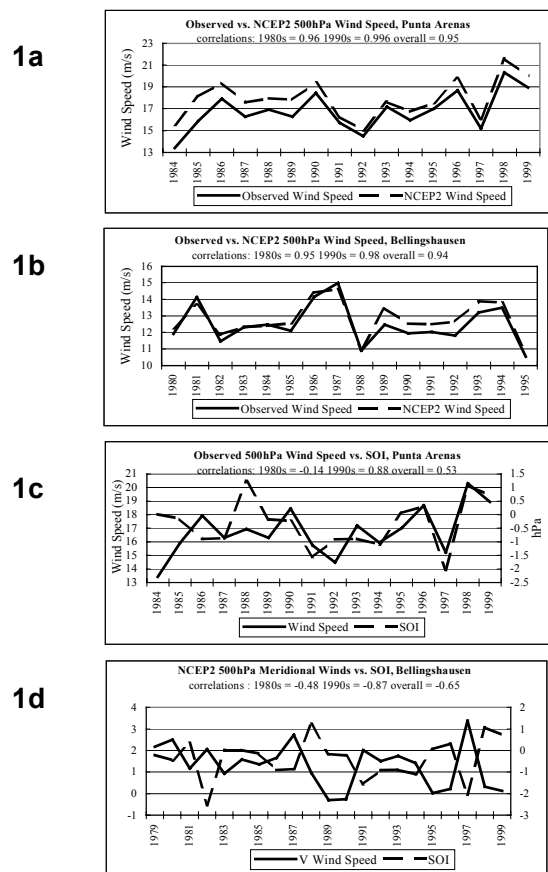 1a
Observed vs. NCEP2 500hPa Wind Speed, Punta Arenas
correlations: 1980s = 0.96 1990s = 0.996 overall = 0.95
Wind Speed (m/s)
23
21
19
17
15
13
1984 1985 1986 1987 1988 1989 1990 1991 1992 1993 1994 1995 1996 1997 1998 1999
Observed Wind Speed NCEP2 Wind Speed
1b
Observed vs. NCEP2 500hPa Wind Speed, Bellingshausen
correlations: 1980s = 0.95 1990s = 0.98 overall = 0.94
Wind Speed (m/s)
16
15
14
13
12
11
10
1980 1981 1982 1983 1984 1985 1986 1987 1988 1989 1990 1991 1992 1993 1994 1995
Observed Wind Speed NCEP2 Wind Speed
1c
Observed 500hPa Wind Speed vs. SOI, Punta Arenas
correlations: 1980s = -0.14 1990s = 0.88 overall = 0.53
Wind Speed (m/s)
21
20
19
18
17
16
15
14
13
1.5
1
0.5
0
-0.5
-1
-1.5
-2
-2.5
hPa
1984 1985 1986 1987 1988 1989 1990 1991 1992 1993 1994 1995 1996 1997 1998 1999
Wind Speed SOI
1d
NCEP2 500hPa Meridional Winds vs. SOI, Bellingshausen
correlations : 1980s = -0.48 1990s = -0.87 overall = -0.65
4
3
2
1
0
-1
2
1
0
-1
-2
-3
1979 1981 1983 1985 1987 1989 1991 1993 1995 1997 1999
V Wind Speed SOI